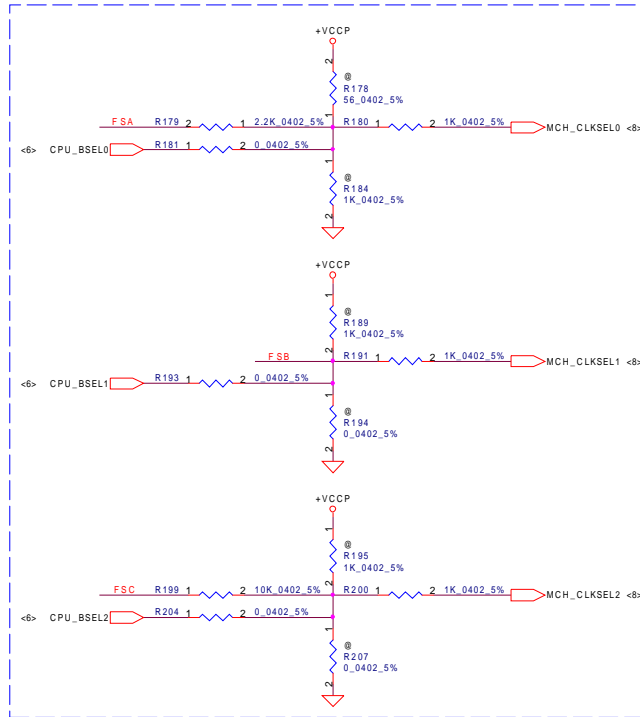 +VCCP
2
@
R178
56_0402_5%
1
FSA R179 2 1 2.2K_0402_5% R180 1 2 1K_0402_5% MCH_CLKSEL0 <8>
<6> CPU_BSEL0 R181 1 2 0_0402_5%
1
@
R184
1K_0402_5%
2
+VCCP
1
@
R189
1K_0402_5%
2
FSB R191 1 2 1K_0402_5% MCH_CLKSEL1 <8>
<6> CPU_BSEL1 R193 1 2 0_0402_5%
1
@
R194
0_0402_5%
2
+VCCP
1
@
R195
1K_0402_5%
2
FSC R199 1 2 10K_0402_5% R200 1 2 1K_0402_5% MCH_CLKSEL2 <8>
<6> CPU_BSEL2 R204 1 2 0_0402_5%
1
@
R207
0_0402_5%
2